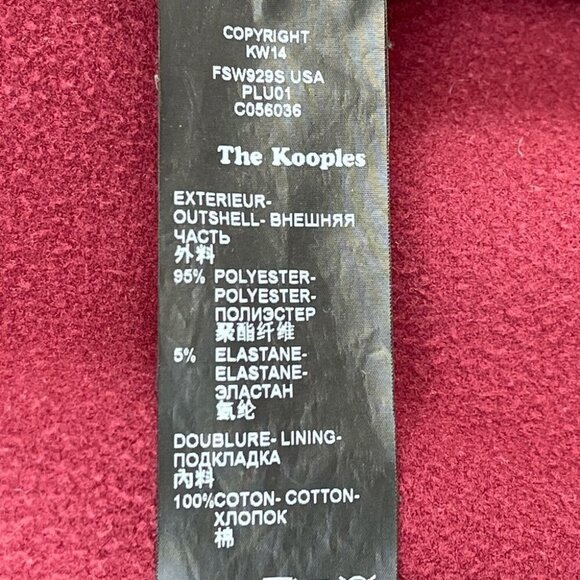 COPYRIGHT
KW14
FSW929S USA
PLU01
C056036
The Kooples
EXTERIEUR-
OUTSHELL- ВНЕШНЯЯ
ЧАСТЬ
外料
95% POLYESTER-
POLYESTER-
ПОЛИЭСТЕР
聚酯纤维
5% ELASTANE-
ELASTANE-
ЭЛАСТАН
氨纶
DOUBLURE- LINING-
ПОДКЛАДКА
內料
100%COTON- COTTON-
ХЛОПОК
棉